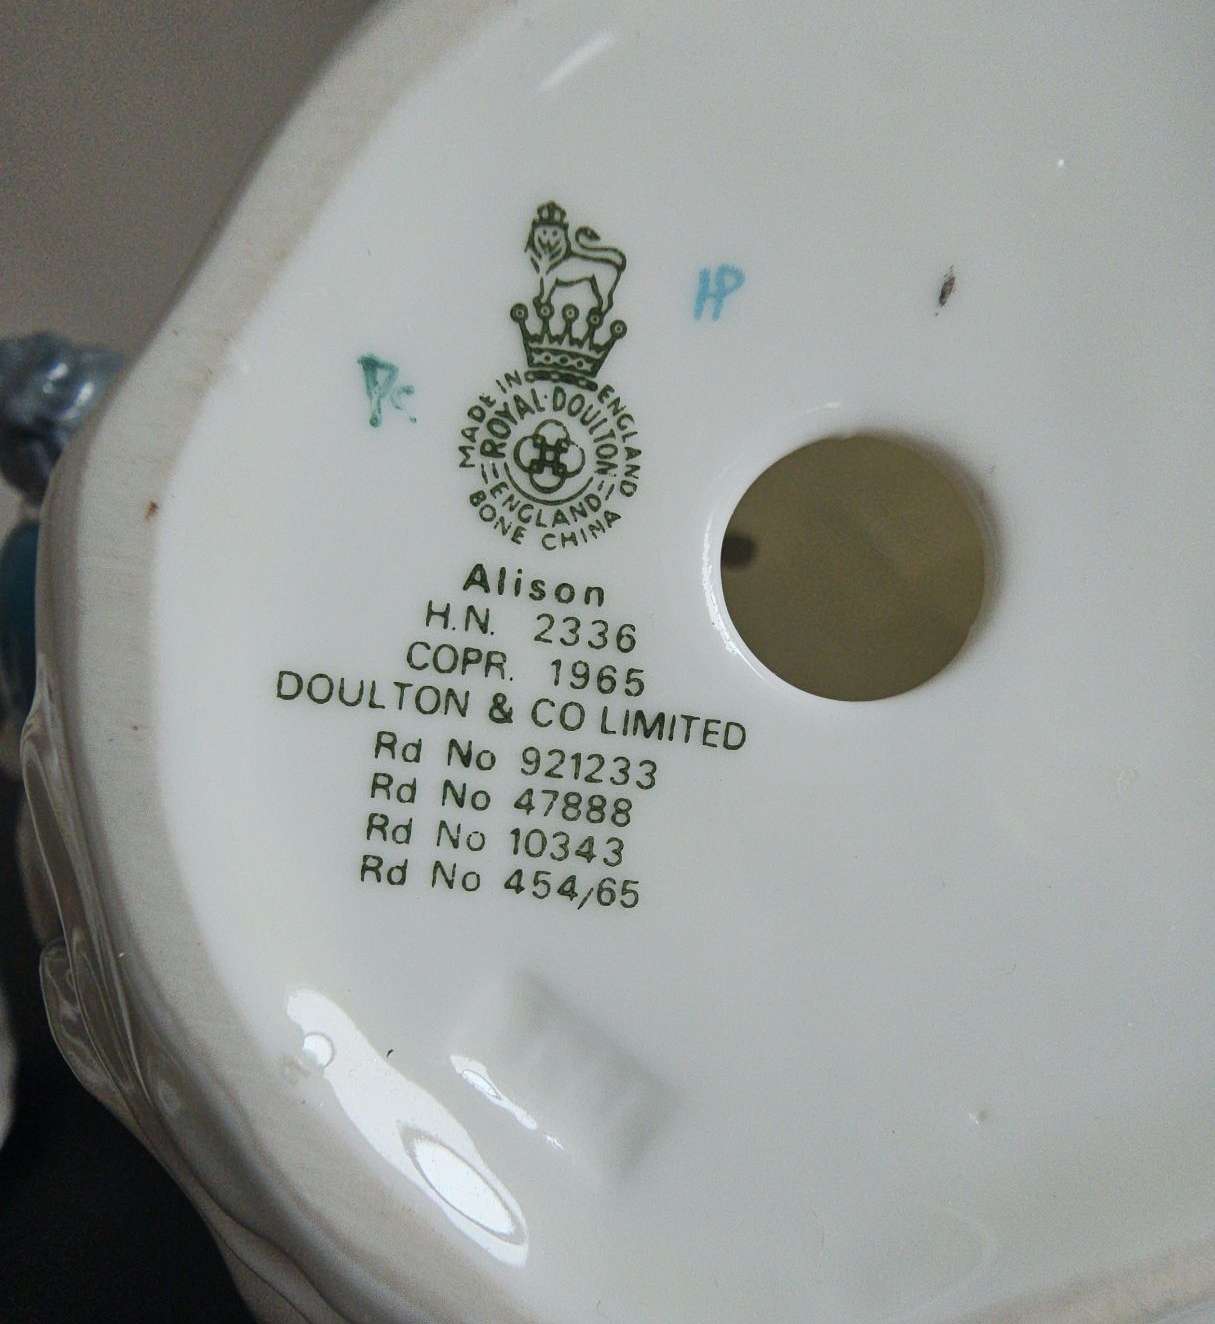 HP
MADE IN ENGLAND
ROYAL·DOULTON
ENGLAND
BONE CHINA
Alison
H.N. 2336
COPR. 1965
DOULTON & CO LIMITED
Rd No 921233
Rd No 47888
Rd No 10343
Rd No 454/65